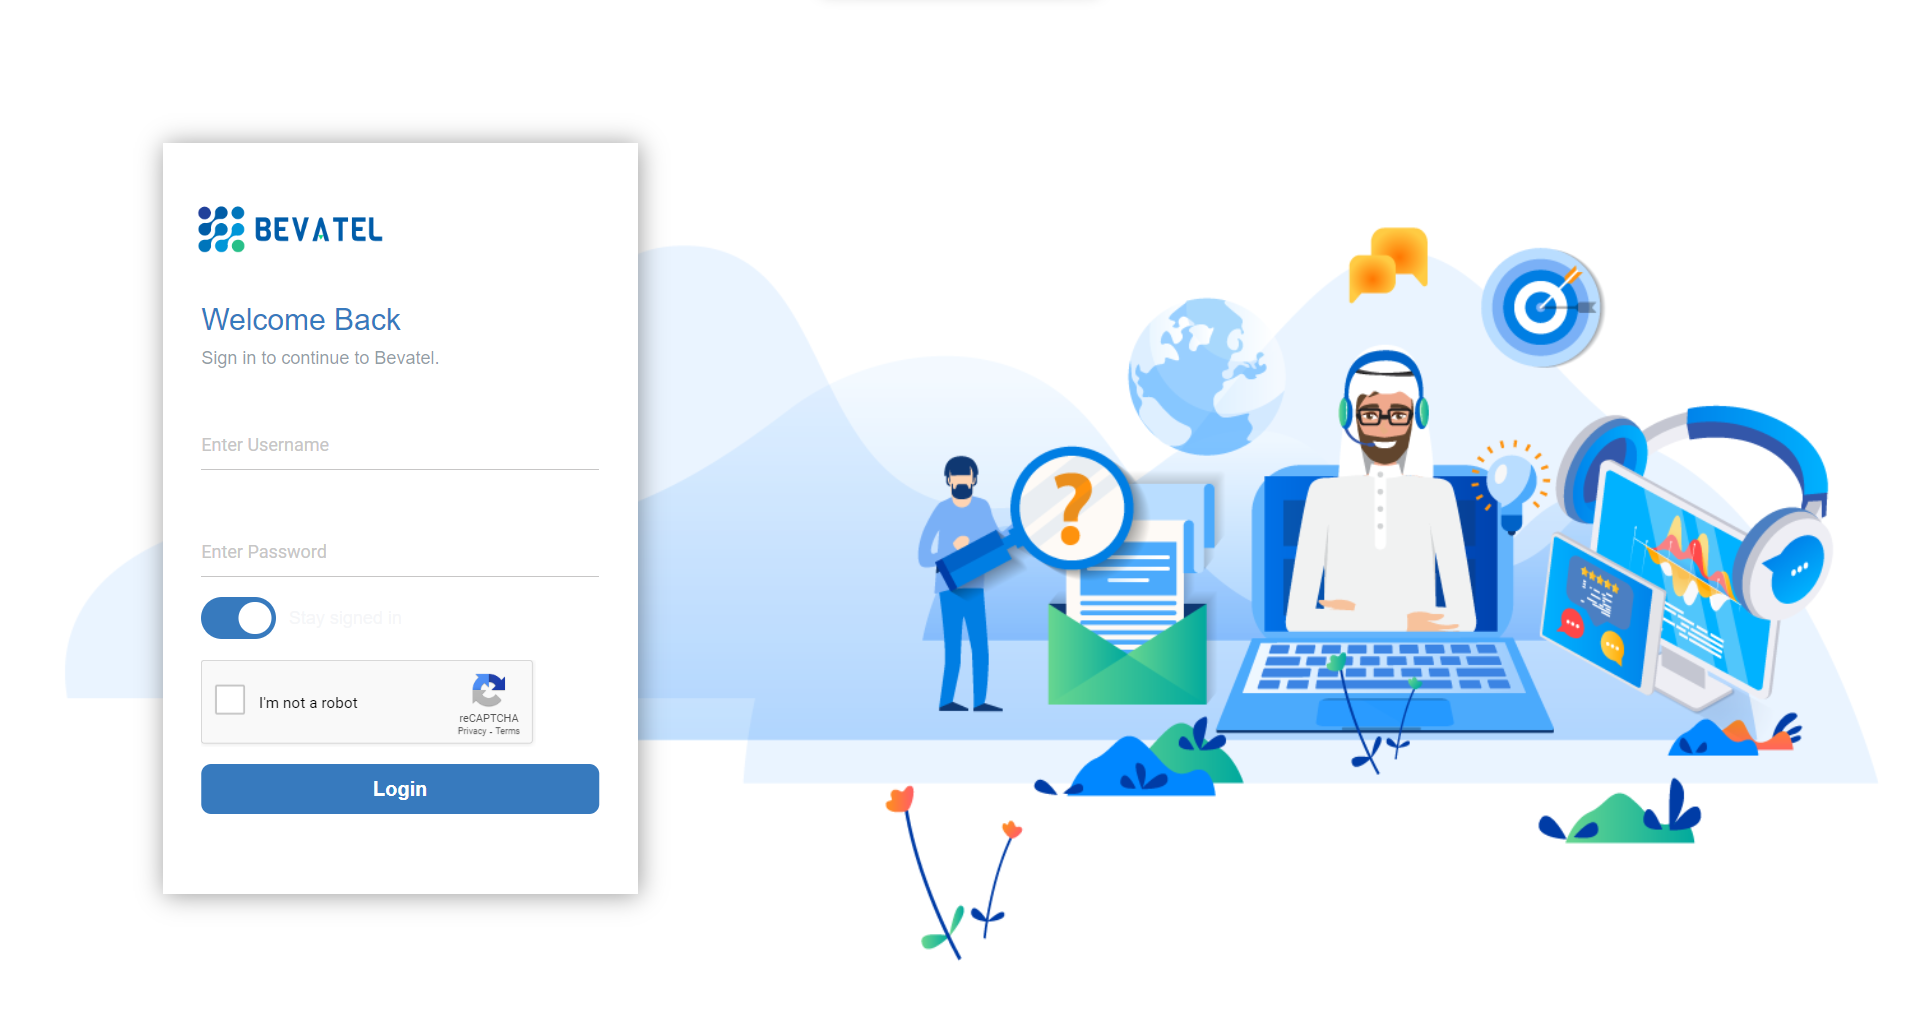 BEVATEL
Welcome Back
Sign in to continue to Bevatel.
Enter Username
Enter Password
Stay signed in
I'm not a robot
reCAPTCHA
Privacy - Terms
Login
?